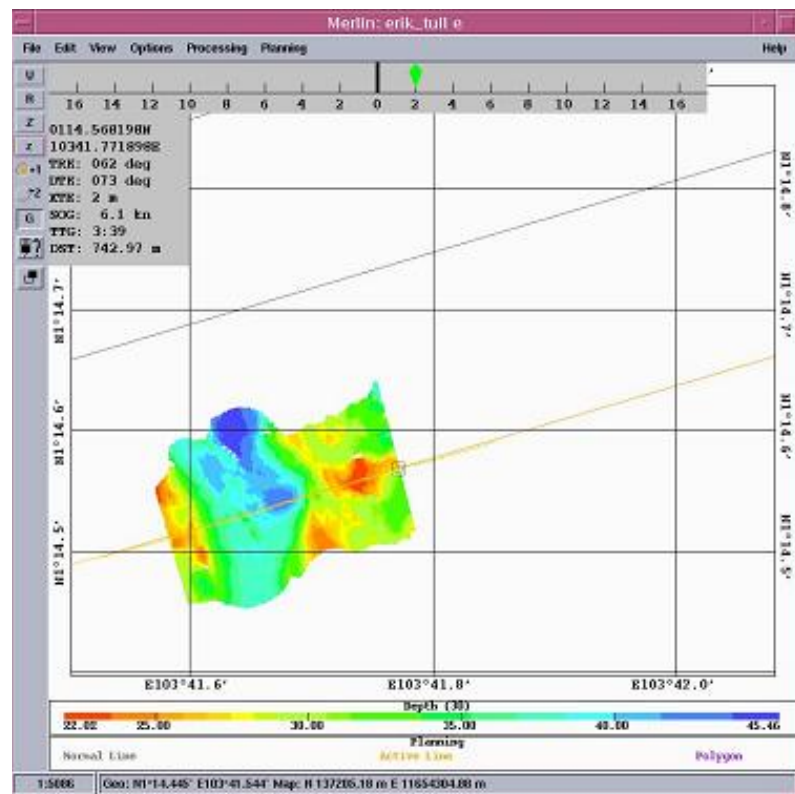 Merlin: erik_tull e
File Edit View Options Processing Planning Help
16 14 12 10 8 6 4 2 0 2 4 6 8 10 12 14 16
0114.568198N
10341.771898E
TRK: 062 deg
DTK: 073 deg
XTK: 2 m
SOG: 6.1 kn
TTG: 3:39
DST: 742.97 m
U
R
Z
z
+1
+2
G
?
N1°14.8'
N1°14.7' N1°14.7'
N1°14.6' N1°14.6'
N1°14.5' N1°14.5'
E103°41.6' E103°41.8' E103°42.0'
Depth (30)
22.02 25.00 30.00 35.00 40.00 45.46
Planning
Normal Line Active Line Polygon
1:5086 Geo: N1°14.445' E103°41.544' Map: N 137205.18 m E 11654304.88 m